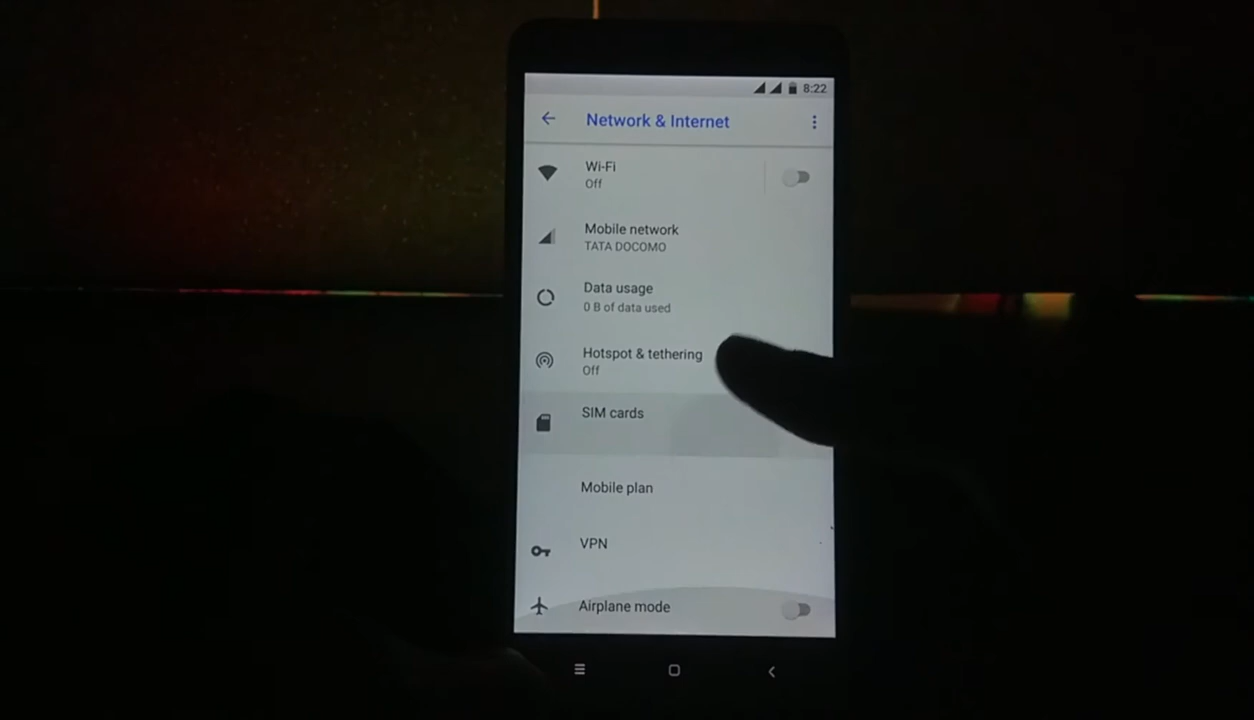 8:22
Network & Internet
Wi-Fi
Off
Mobile network
TATA DOCOMO
Data usage
0 B of data used
Hotspot & tethering
Off
SIM cards
Mobile plan
VPN
Airplane mode